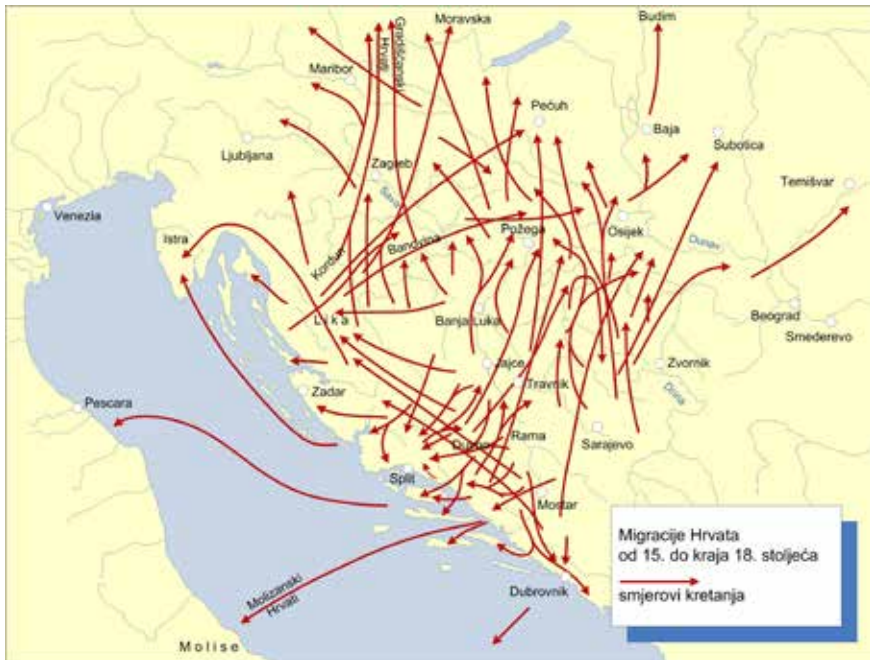 Budim
Moravska
Gradišćanski
Hrvati
Maribor
Pečuh
Baja
Subotica
Ljubljana
Zagreb
Temišvar
Sava
Venezla
Istra
Požega
Osijek
Dunav
Kordun
Banovina
Lika
Banja Luka
Beograd
Smederevo
Jajce
Zvornik
Zadar
Travnik
Drina
Pescara
Rama
Sarajevo
Split
Mostar
Migracije Hrvata
od 15. do kraja 18. stoljeća
smjerovi kretanja
Molizanski
Hrvati
Dubrovnik
Molise